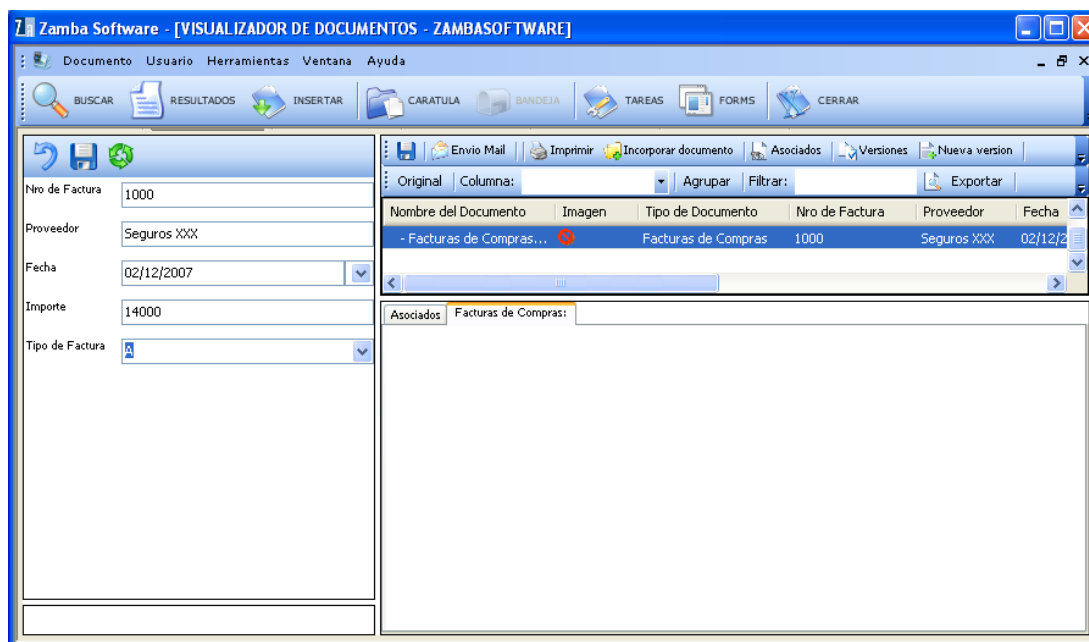 Zamba Software - [VISUALIZADOR DE DOCUMENTOS - ZAMBASOFTWARE]
Documento Usuario Herramientas Ventana Ayuda
BUSCAR RESULTADOS INSERTAR CARATULA BANDEJA TAREAS FORMS CERRAR
Envio Mail Imprimir Incorporar documento Asociados Versiones Nueva version
Original Columna: Agrupar Filtrar: Exportar
Nombre del Documento Imagen Tipo de Documento Nro de Factura Proveedor Fecha
- Facturas de Compras... Facturas de Compras 1000 Seguros XXX 02/12/2
Nro de Factura 1000
Proveedor Seguros XXX
Fecha 02/12/2007
Importe 14000
Tipo de Factura A
Asociados Facturas de Compras: